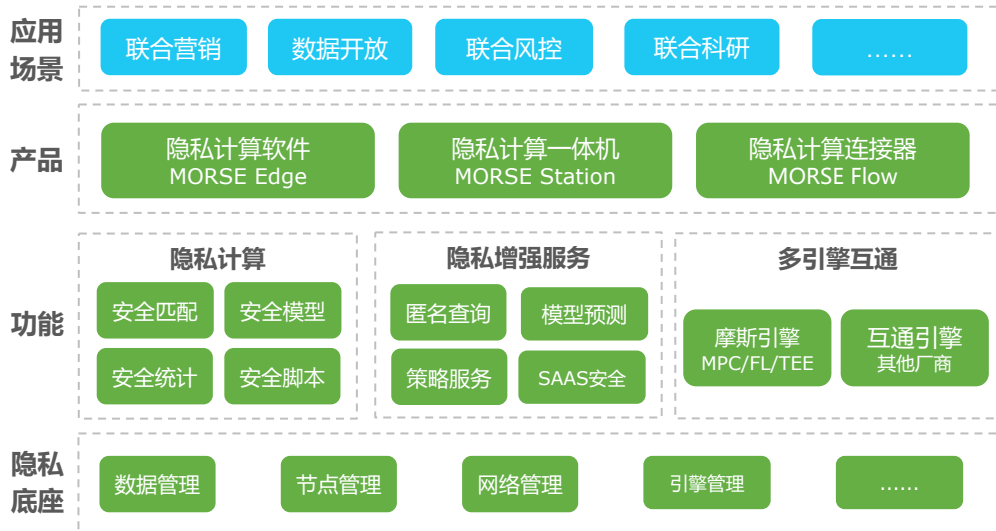 应用
场景
联合营销
数据开放
联合风控
联合科研
......
产品
隐私计算软件
MORSE Edge
隐私计算一体机
MORSE Station
隐私计算连接器
MORSE Flow
功能
隐私计算
安全匹配
安全模型
安全统计
安全脚本
隐私增强服务
匿名查询
模型预测
策略服务
SAAS安全
多引擎互通
摩斯引擎
MPC/FL/TEE
互通引擎
其他厂商
隐私
底座
数据管理
节点管理
网络管理
引擎管理
......